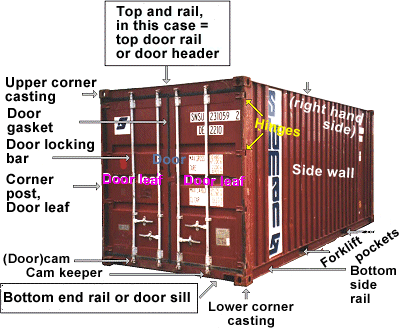 Top and rail,
in this case =
top door rail
or door header
Upper corner
casting
Door
gasket
Door locking
bar
Corner
post,
Door leaf
(Door)cam
Cam keeper
Bottom end rail or door sill
Lower corner
casting
Bottom
side
rail
Forklift
pockets
(right hand
side)
Hinges
Side wall
Door
Door leaf
Door leaf
SNSU 231059 2
2210